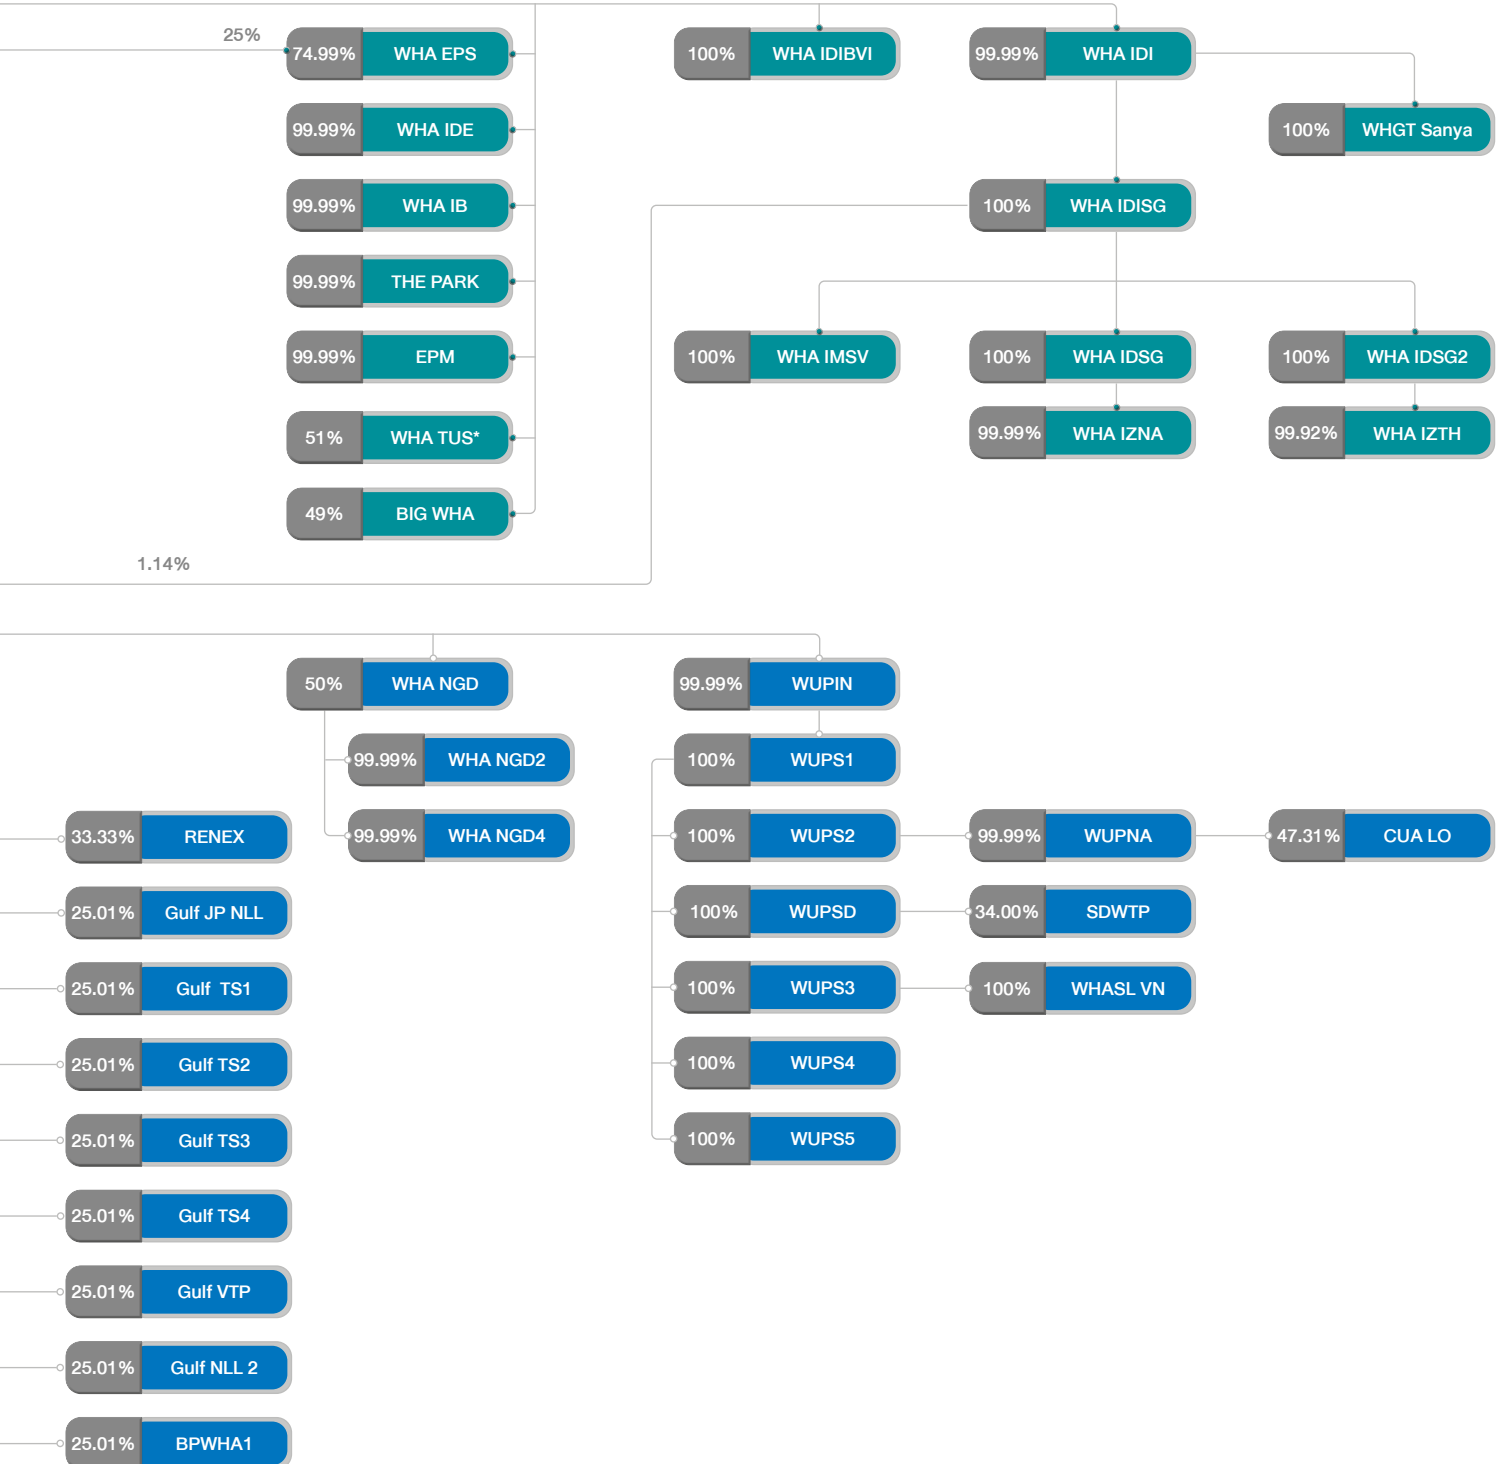 25%
74.99% WHA EPS
100% WHA IDIBVI
99.99% WHA IDI
99.99% WHA IDE
100% WHGT Sanya
99.99% WHA IB
100% WHA IDISG
99.99% THE PARK
99.99% EPM
100% WHA IMSV
100% WHA IDSG
100% WHA IDSG2
51% WHA TUS*
99.99% WHA IZNA
99.92% WHA IZTH
49% BIG WHA
1.14%
50% WHA NGD
99.99% WUPIN
99.99% WHA NGD2
100% WUPS1
33.33% RENEX
99.99% WHA NGD4
100% WUPS2
99.99% WUPNA
47.31% CUA LO
25.01% Gulf JP NLL
100% WUPSD
34.00% SDWTP
25.01% Gulf TS1
100% WUPS3
100% WHASL VN
25.01% Gulf TS2
100% WUPS4
25.01% Gulf TS3
100% WUPS5
25.01% Gulf TS4
25.01% Gulf VTP
25.01% Gulf NLL 2
25.01% BPWHA1